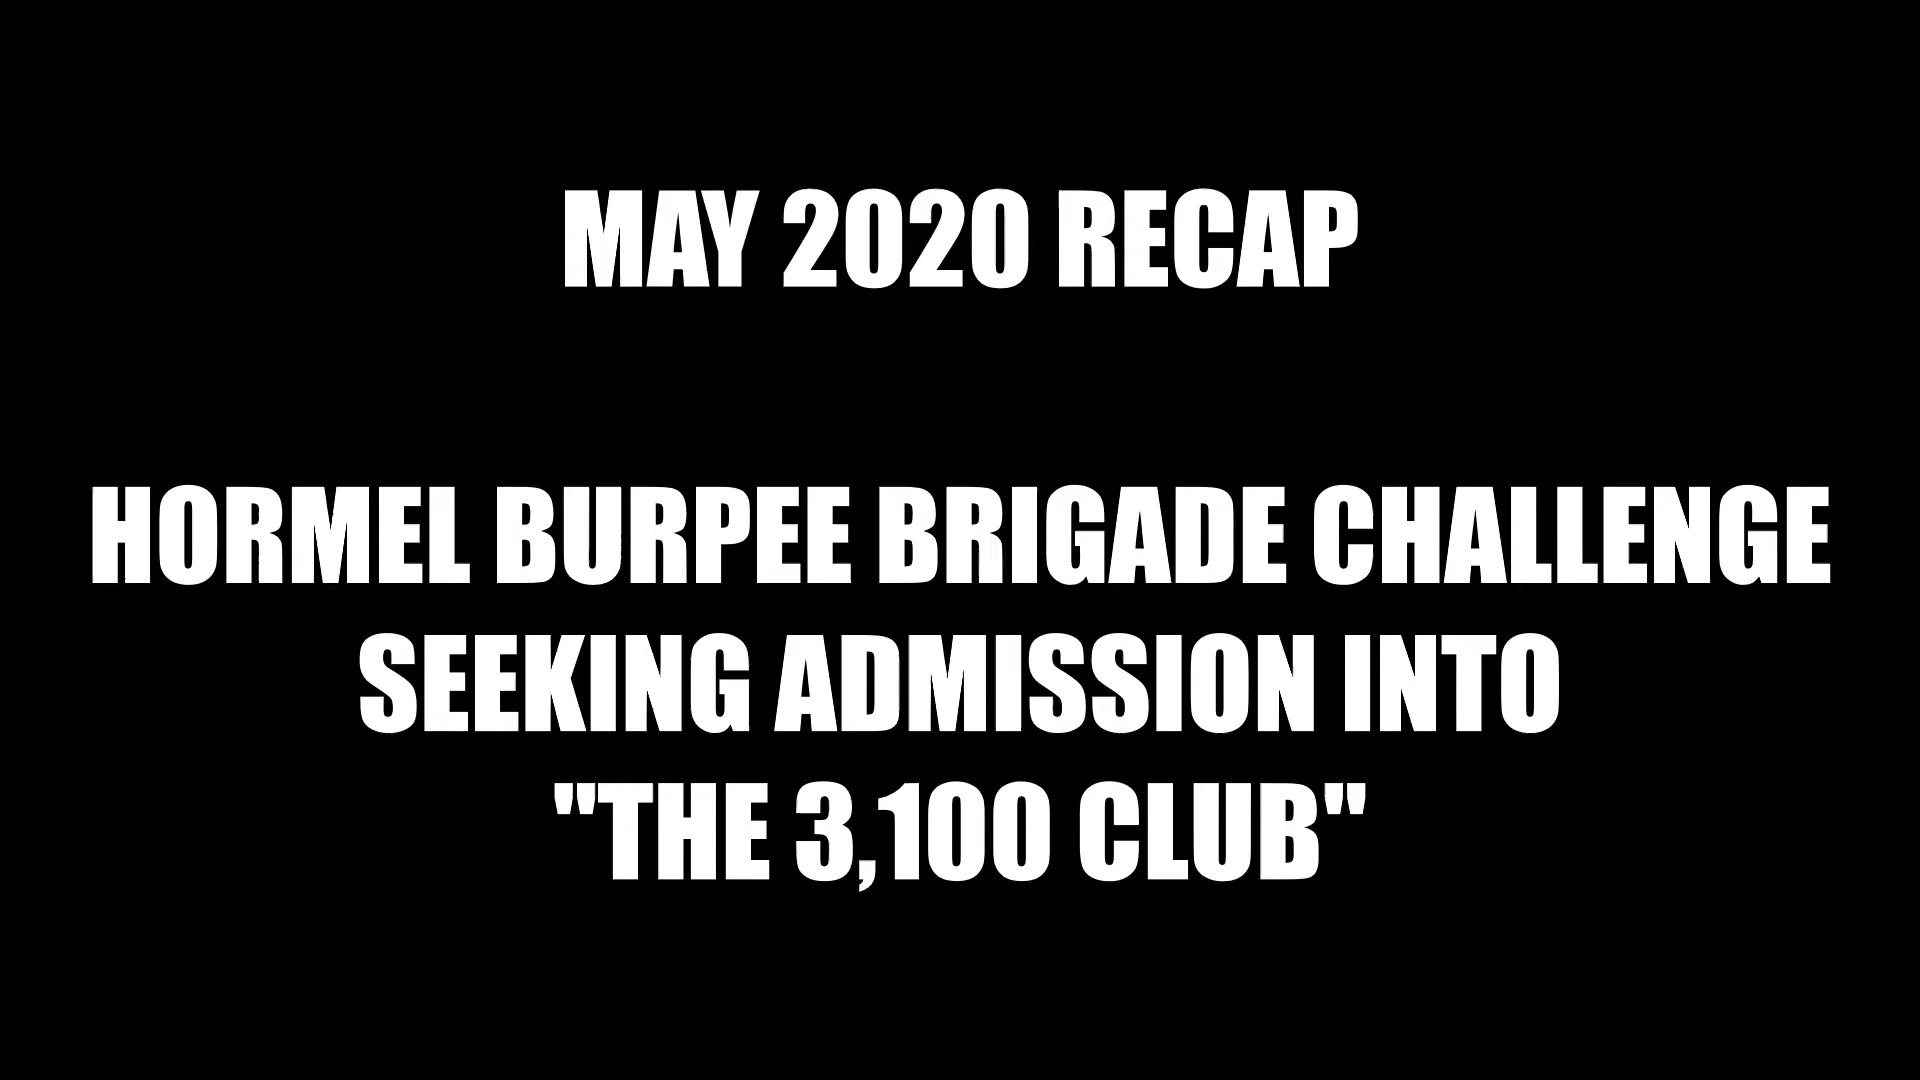 MAY 2020 RECAP
HORMEL BURPEE BRIGADE CHALLENGE
SEEKING ADMISSION INTO
"THE 3,100 CLUB"